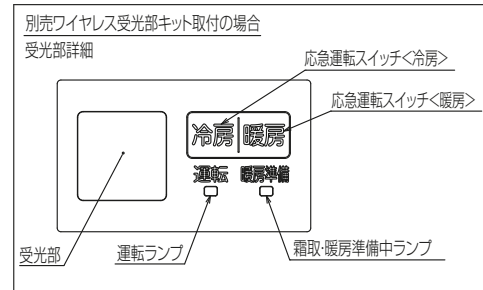 別売ワイヤレス受光部キット取付の場合
受光部詳細
応急運転スイッチ<冷房>
応急運転スイッチ<暖房>
冷房 暖房
運転 暖房準備
受光部
運転ランプ
霜取・暖房準備中ランプ